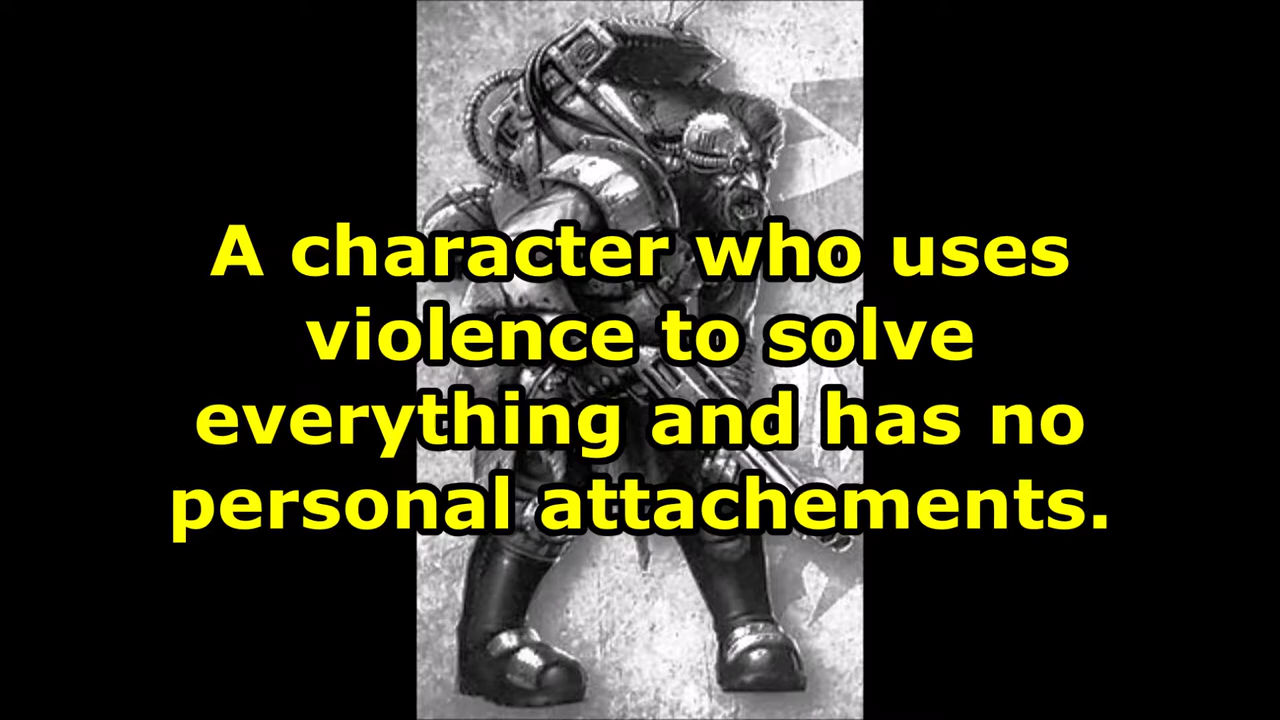 A character who uses
violence to solve
everything and has no
personal attachements.